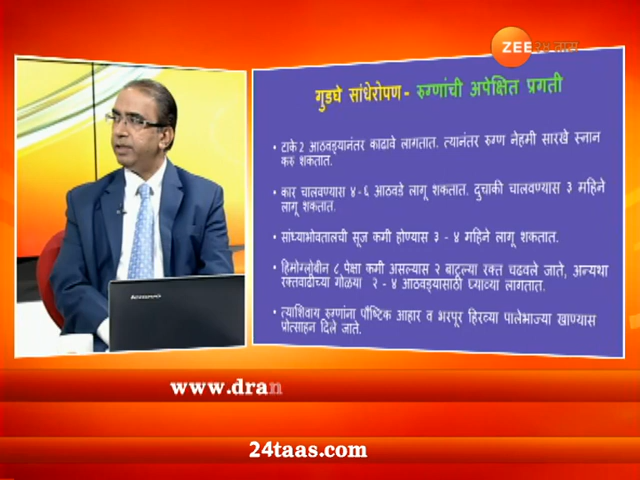 ZEE २४ तास
गुडघे सांधेरोपण - रुग्णांची अपेक्षित प्रगती
टाके 2 आठवड्यानंतर काढावे लागतात. त्यानंतर रुग्ण नेहमी सारखे स्नान
करु शकतात.
कार चालवण्यास ४-६ आठवडे लागू शकतात. दुचाकी चालवण्यास ३ महिने
लागू शकतात.
सांध्याभोवतालची सूज कमी होण्यास ३ - ४ महिने लागू शकतात.
हिमोग्लोबीन ८ पेक्षा कमी असल्यास २ बाटल्या रक्त चढवले जाते, अन्यथा
रक्तवाढीच्या गोळया २ - ४ आठवड्यासाठी घ्याव्या लागतात.
त्याशिवाय रुग्णांना पौष्टिक आहार व भरपूर हिरव्या पालेभाज्या खाण्यास
प्रोत्साहन दिले जाते.
lenovo
www.dran
24taas.com